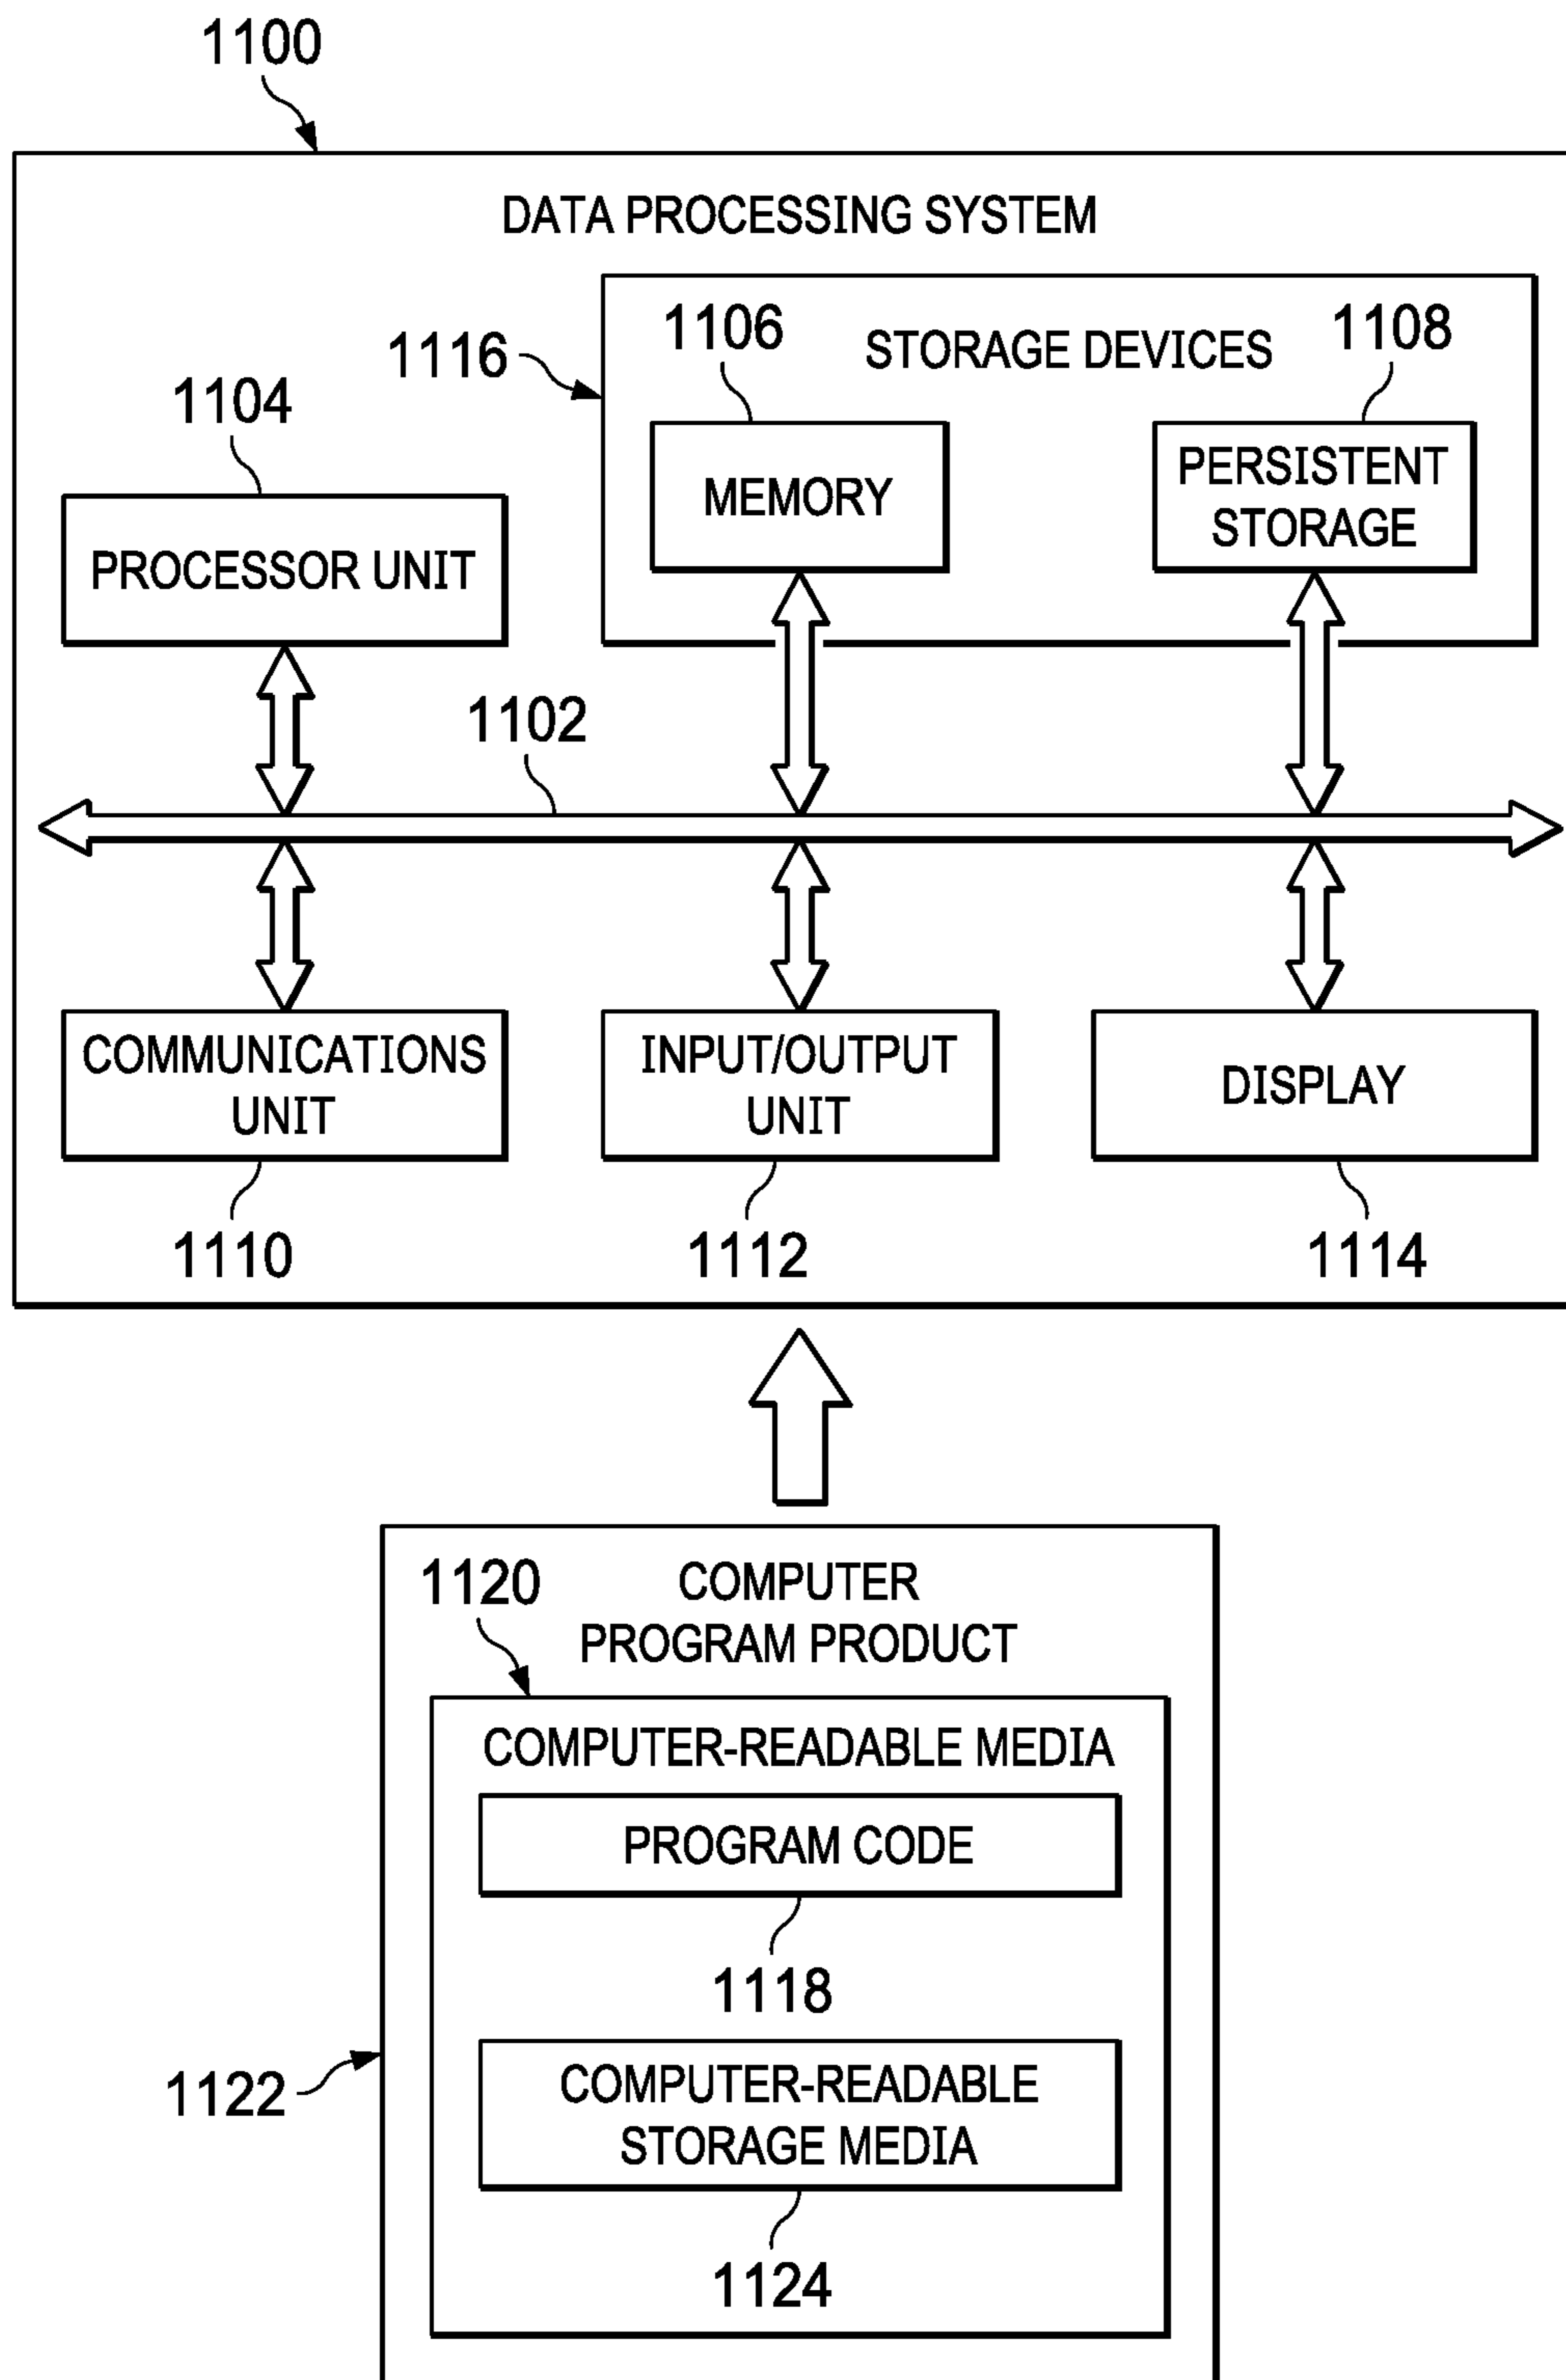 1100
DATA PROCESSING SYSTEM
1116
1106
STORAGE DEVICES
1108
1104
MEMORY
PERSISTENT
STORAGE
PROCESSOR UNIT
1102
COMMUNICATIONS
UNIT
INPUT/OUTPUT
UNIT
DISPLAY
1110
1112
1114
1120
COMPUTER
PROGRAM PRODUCT
COMPUTER-READABLE MEDIA
PROGRAM CODE
1118
1122
COMPUTER-READABLE
STORAGE MEDIA
1124